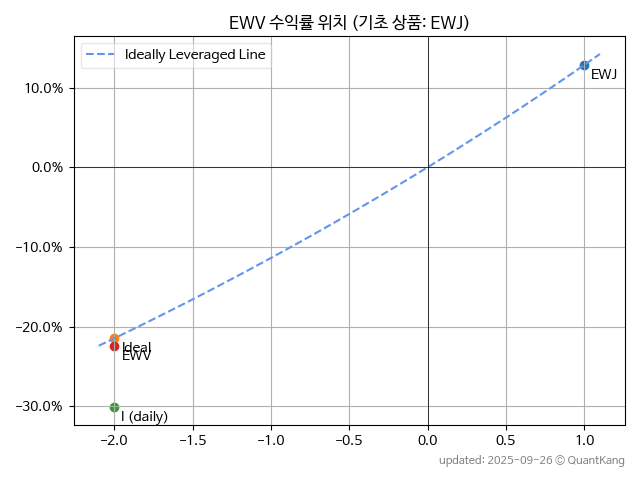 EWV 수익률 위치 (기초 상품: EWJ)
Ideally Leveraged Line
EWJ
10.0%
0.0%
-10.0%
-20.0%
-30.0%
Ideal
EWV
I (daily)
-2.0 -1.5 -1.0 -0.5 0.0 0.5 1.0
updated: 2025-09-26 © QuantKang